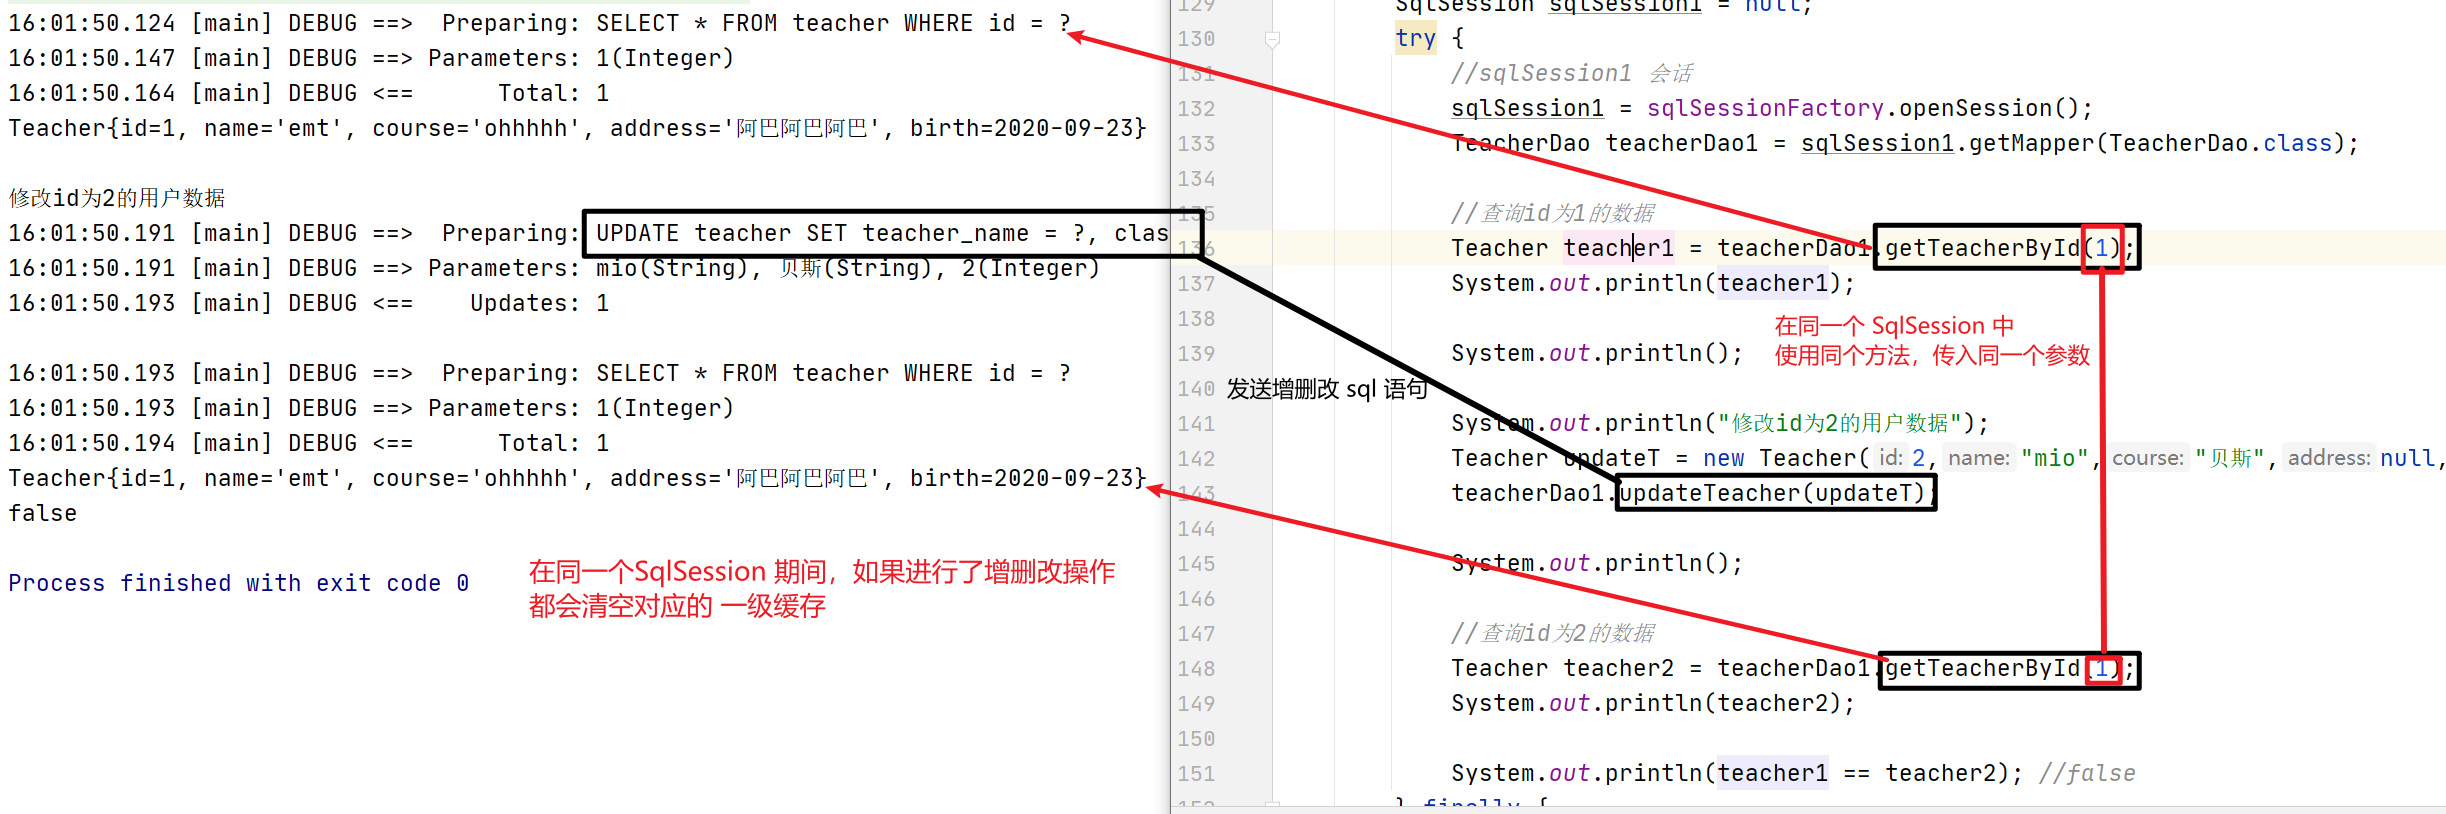 16:01:50.124 [main] DEBUG ==>  Preparing: SELECT * FROM teacher WHERE id = ?
16:01:50.147 [main] DEBUG ==> Parameters: 1(Integer)
16:01:50.164 [main] DEBUG <==      Total: 1
Teacher{id=1, name='emt', course='ohhhhh', address='阿巴阿巴阿巴', birth=2020-09-23}
修改id为2的用户数据
16:01:50.191 [main] DEBUG ==>  Preparing: UPDATE teacher SET teacher_name = ?, clas
16:01:50.191 [main] DEBUG ==> Parameters: mio(String), 贝斯(String), 2(Integer)
16:01:50.193 [main] DEBUG <==    Updates: 1
16:01:50.193 [main] DEBUG ==>  Preparing: SELECT * FROM teacher WHERE id = ?
16:01:50.193 [main] DEBUG ==> Parameters: 1(Integer)
16:01:50.194 [main] DEBUG <==      Total: 1
Teacher{id=1, name='emt', course='ohhhhh', address='阿巴阿巴阿巴', birth=2020-09-23}
false
Process finished with exit code 0
在同一个SqlSession 期间，如果进行了增删改操作
都会清空对应的 一级缓存
129 SqlSession sqlSession1 = null;
130 try {
131 //sqlSession1 会话
132 sqlSession1 = sqlSessionFactory.openSession();
133 TeacherDao teacherDao1 = sqlSession1.getMapper(TeacherDao.class);
134
135 //查询id为1的数据
136 Teacher teacher1 = teacherDao1.getTeacherById(1);
137 System.out.println(teacher1);
138
在同一个 SqlSession 中
使用同个方法，传入同一个参数
139 System.out.println();
140
发送增删改 sql 语句
141 System.out.println("修改id为2的用户数据");
142 Teacher updateT = new Teacher( id: 2, name: "mio", course: "贝斯", address: null,
143 teacherDao1.updateTeacher(updateT);
144
145 System.out.println();
146
147 //查询id为2的数据
148 Teacher teacher2 = teacherDao1.getTeacherById(1);
149 System.out.println(teacher2);
150
151 System.out.println(teacher1 == teacher2); //false
152 } finally {